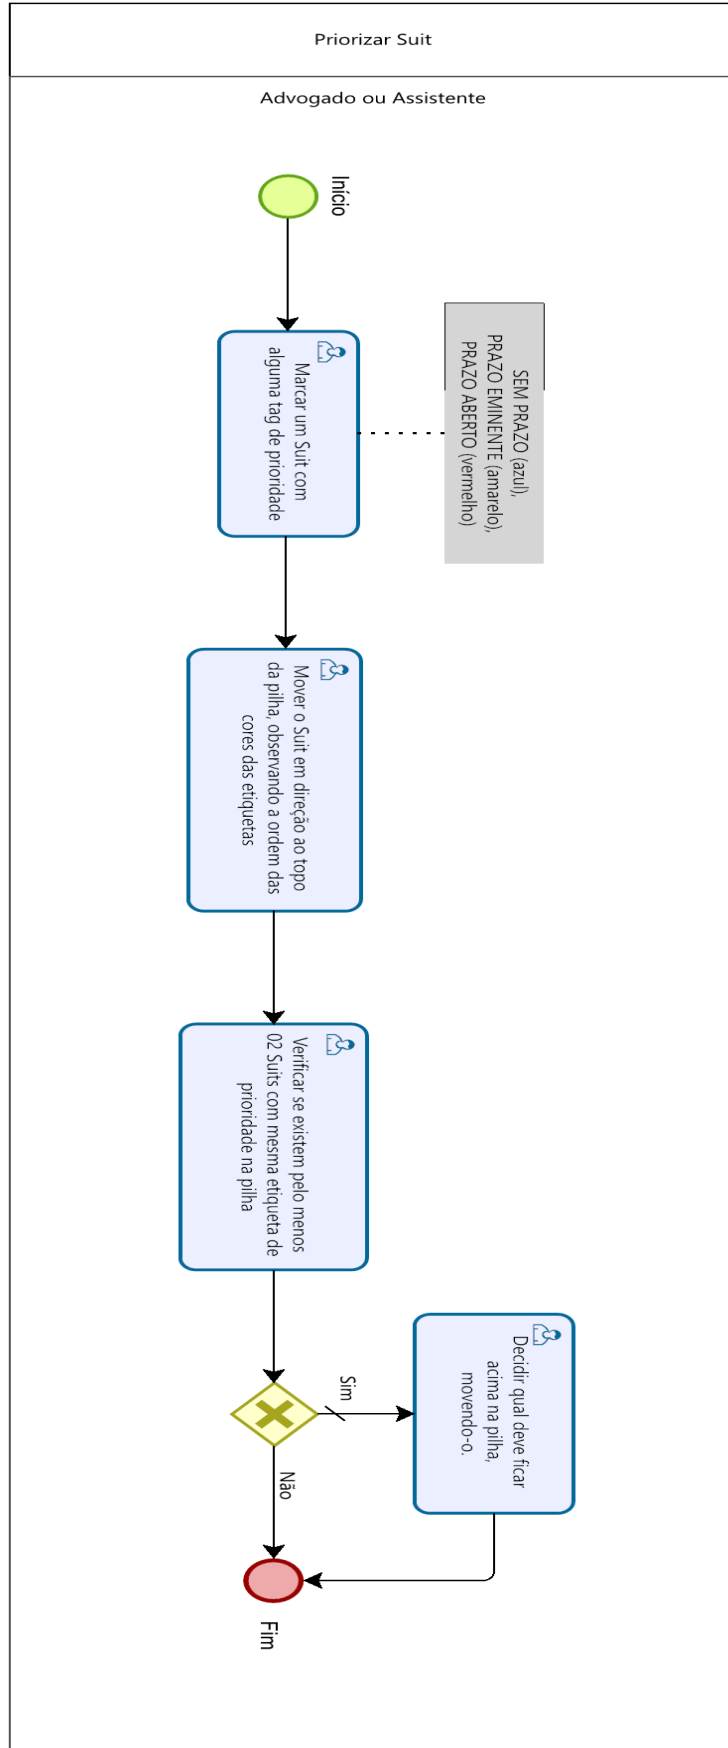 Priorizar Suit
Advogado ou Assistente
Início
SEM PRAZO (azul),
PRAZO EMINENTE (amarelo),
PRAZO ABERTO (vermelho)
Marcar um Suit com
alguma tag de prioridade
Mover o Suit em direção ao topo
da pilha, observando a ordem das
cores das etiquetas
Verificar se existem pelo menos
02 Suits com mesma etiqueta de
prioridade na pilha
Sim
Decidir qual deve ficar
acima na pilha,
movendo-o.
Não
Fim